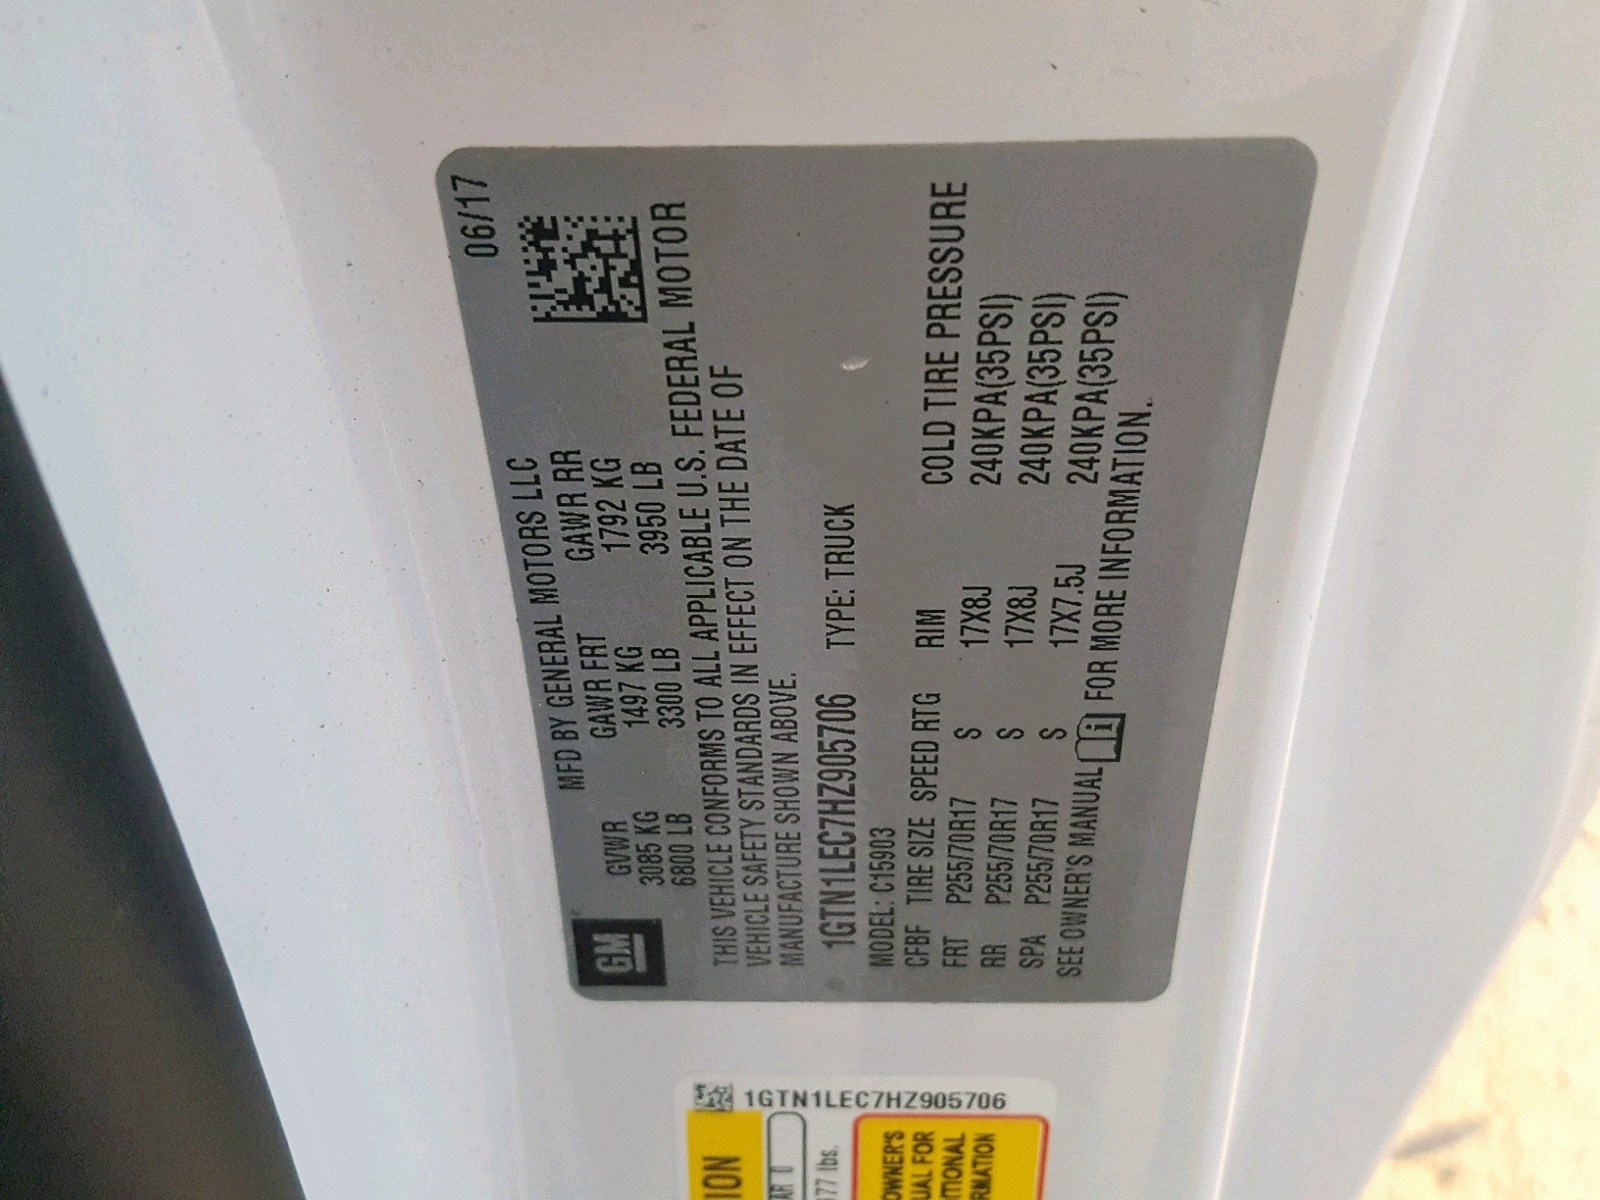 06/17
MFD BY GENERAL MOTORS LLC
GM
GVWR GAWR FRT GAWR RR
3085 KG 1497 KG 1792 KG
6800 LB 3300 LB 3950 LB
THIS VEHICLE CONFORMS TO ALL APPLICABLE U.S. FEDERAL MOTOR
VEHICLE SAFETY STANDARDS IN EFFECT ON THE DATE OF
MANUFACTURE SHOWN ABOVE.
1GTN1LEC7HZ905706 TYPE: TRUCK
MODEL: C15903
CFBF TIRE SIZE SPEED RTG RIM COLD TIRE PRESSURE
FRT P255/70R17 S 17X8J 240KPA(35PSI)
RR P255/70R17 S 17X8J 240KPA(35PSI)
SPA P255/70R17 S 17X7.5J 240KPA(35PSI)
SEE OWNER'S MANUAL i FOR MORE INFORMATION.
1GTN1LEC7HZ905706
0
lbs.
OWNER'S
FOR